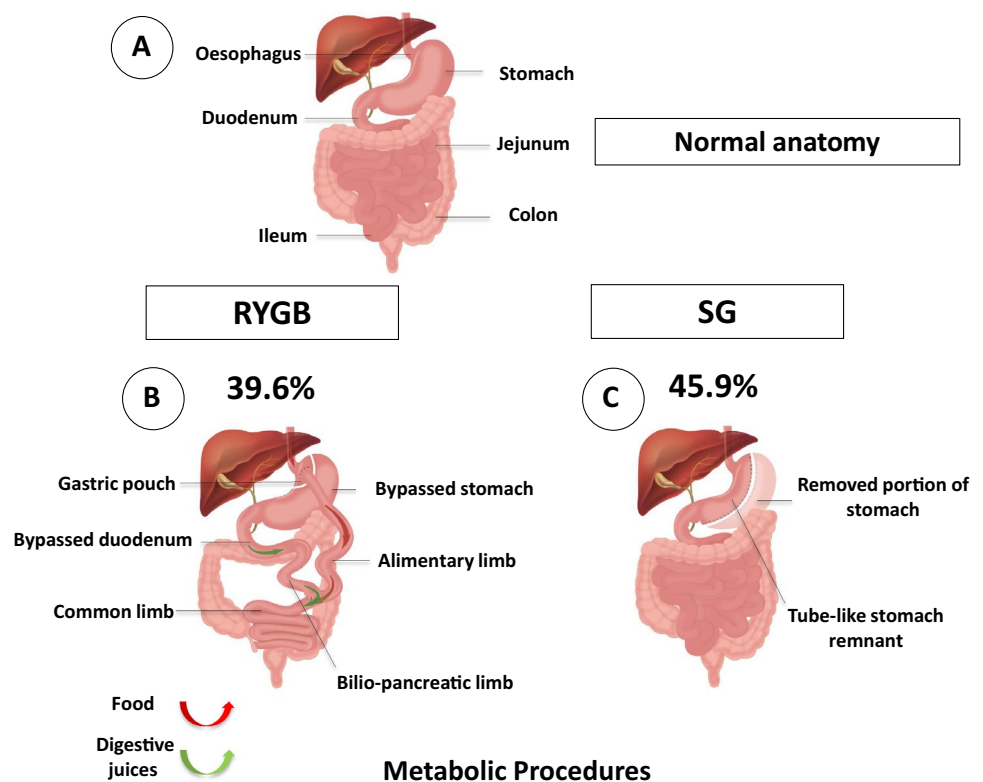 A
Oesophagus
Stomach
Duodenum
Jejunum
Normal anatomy
Colon
Ileum
RYGB
SG
B
39.6%
C
45.9%
Gastric pouch
Bypassed stomach
Removed portion of
stomach
Bypassed duodenum
Alimentary limb
Common limb
Tube-like stomach
remnant
Bilio-pancreatic limb
Food
Digestive
juices
Metabolic Procedures